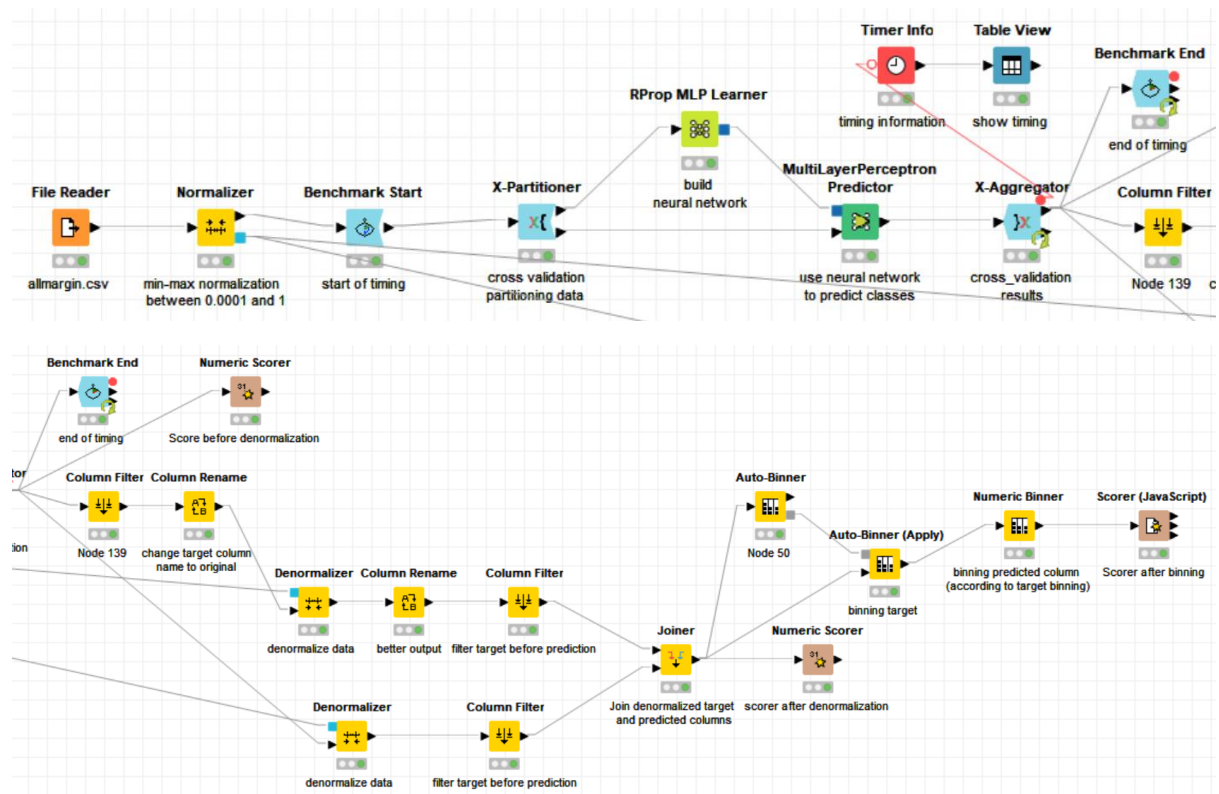 Timer Info
Table View
Benchmark End
RProp MLP Learner
timing information
show timing
end of timing
build
neural network
MultiLayerPerceptron
Predictor
File Reader
Normalizer
Benchmark Start
X-Partitioner
X-Aggregator
Column Filter
allmargin.csv
min-max normalization
between 0.0001 and 1
start of timing
cross validation
partitioning data
use neural network
to predict classes
cross_validation
results
Node 139
c
Benchmark End
Numeric Scorer
end of timing
Score before denormalization
tor
Column Filter
Column Rename
Auto-Binner
Numeric Binner
Scorer (JavaScript)
tion
Node 139
change target column
name to original
Node 50
Auto-Binner (Apply)
binning predicted column
(according to target binning)
Scorer after binning
Denormalizer
Column Rename
Column Filter
binning target
denormalize data
better output
filter target before prediction
Joiner
Numeric Scorer
Join denormalized target
and predicted columns
scorer after denormalization
Denormalizer
Column Filter
denormalize data
filter target before prediction